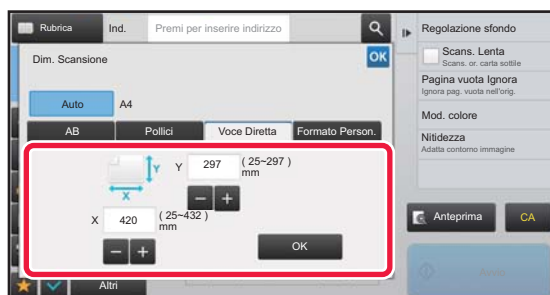 Rubrica
Ind.
Premi per inserire indirizzo
Dim. Scansione
OK
Auto
A4
AB
Pollici
Voce Diretta
Formato Person.
Y
Y
297
(25~297)
mm
X
X
420
(25~432)
mm
OK
Altri
Regolazione sfondo
Scans. Lenta
Scans. or. carta sottile
Pagina vuota Ignora
Ignora pag. vuota nell'orig.
Mod. colore
Nitidezza
Adatta contorno immagine
Anteprima
CA